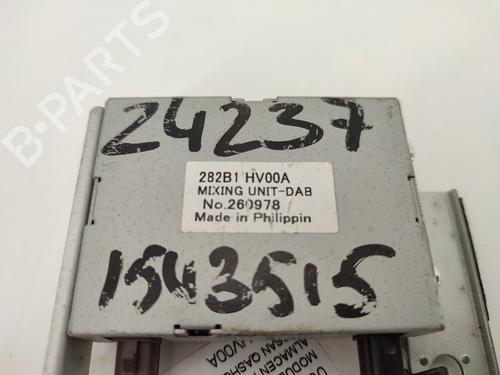 B-PARTS
24237
282B1 HV00A
MIXING UNIT-DAB
No.260978
Made in Philippin
1543515